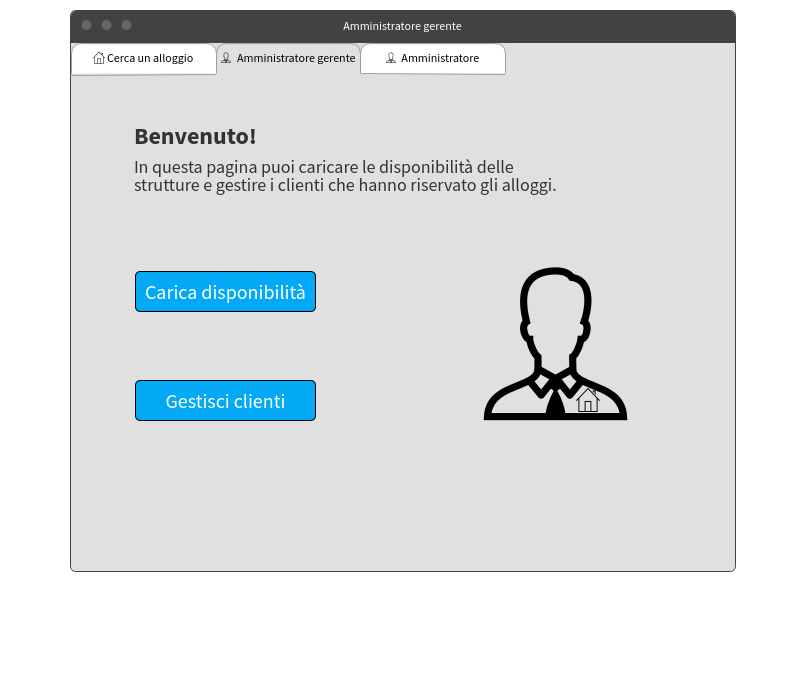 Amministratore gerente
Cerca un alloggio
Amministratore gerente
Amministratore
Benvenuto!
In questa pagina puoi caricare le disponibilità delle
strutture e gestire i clienti che hanno riservato gli alloggi.
Carica disponibilità
Gestisci clienti